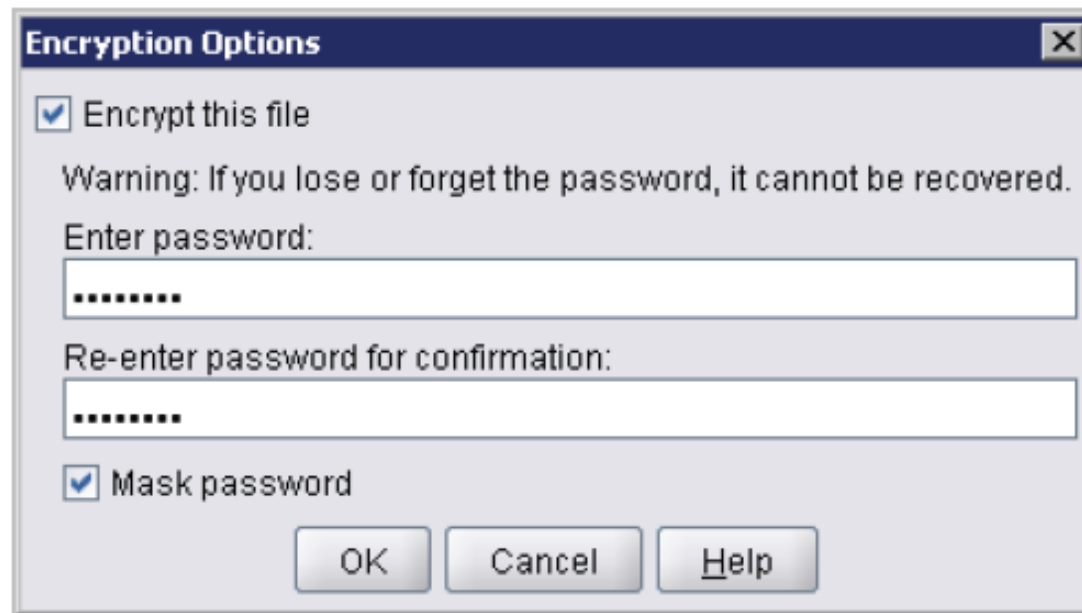 Encryption Options
Encrypt this file
Warning: If you lose or forget the password, it cannot be recovered.
Enter password:
••••••••
Re-enter password for confirmation:
••••••••
Mask password
OK Cancel Help